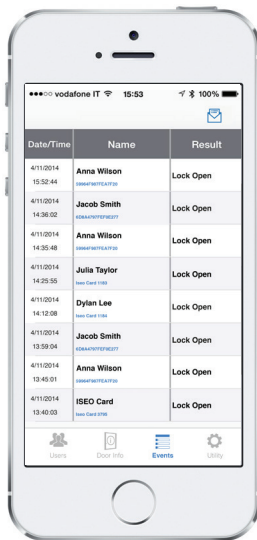 vodafone IT 15:53 100%
Date/Time Name Result
4/11/2014 Anna Wilson Lock Open
15:52:44
4/11/2014 Jacob Smith Lock Open
14:36:02
4/11/2014 Anna Wilson Lock Open
14:35:48
4/11/2014 Julia Taylor Lock Open
14:25:55 Iseo Card 1193
4/11/2014 Dylan Lee Lock Open
14:12:08 Iseo Card 1194
4/11/2014 Jacob Smith Lock Open
13:59:04
4/11/2014 Anna Wilson Lock Open
13:45:01
4/11/2014 ISEO Card Lock Open
13:40:03
Users Door Info Events Utility